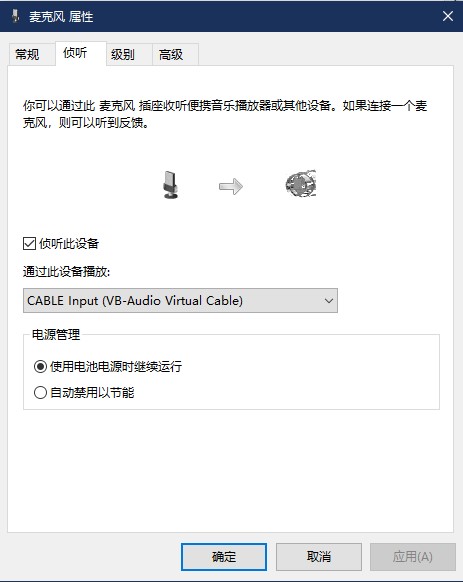 麦克风 属性
常规
侦听
级别
高级
你可以通过此 麦克风 插座收听便携音乐播放器或其他设备。如果连接一个麦
克风，则可以听到反馈。
侦听此设备
通过此设备播放:
CABLE Input (VB-Audio Virtual Cable)
电源管理
使用电池电源时继续运行
自动禁用以节能
确定
取消
应用(A)